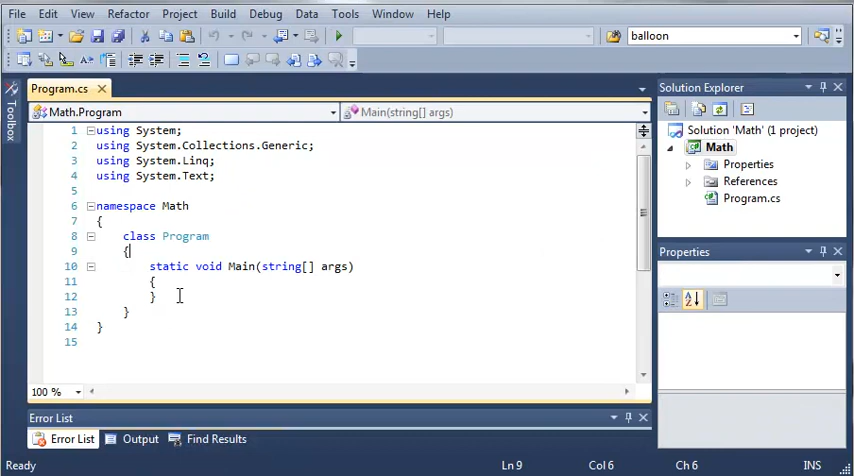 File Edit View Refactor Project Build Debug Data Tools Window Help
balloon
Program.cs
Toolbox
Math.Program
Main(string[] args)
1 using System;
2 using System.Collections.Generic;
3 using System.Linq;
4 using System.Text;
5
6 namespace Math
7 {
8 class Program
9 {
10 static void Main(string[] args)
11 {
12 }
13 }
14 }
15
100 %
Solution Explorer
Solution 'Math' (1 project)
Math
Properties
References
Program.cs
Properties
Error List
Error List Output Find Results
Ready Ln 9 Col 6 Ch 6 INS